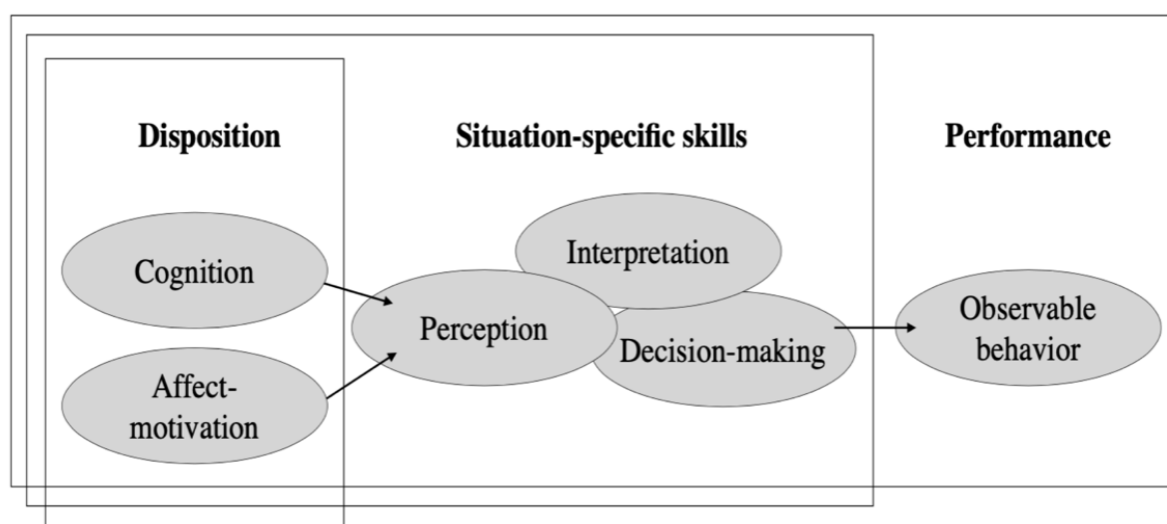 Disposition
Situation-specific skills
Performance
Cognition
Affect-
motivation
Perception
Interpretation
Decision-making
Observable
behavior